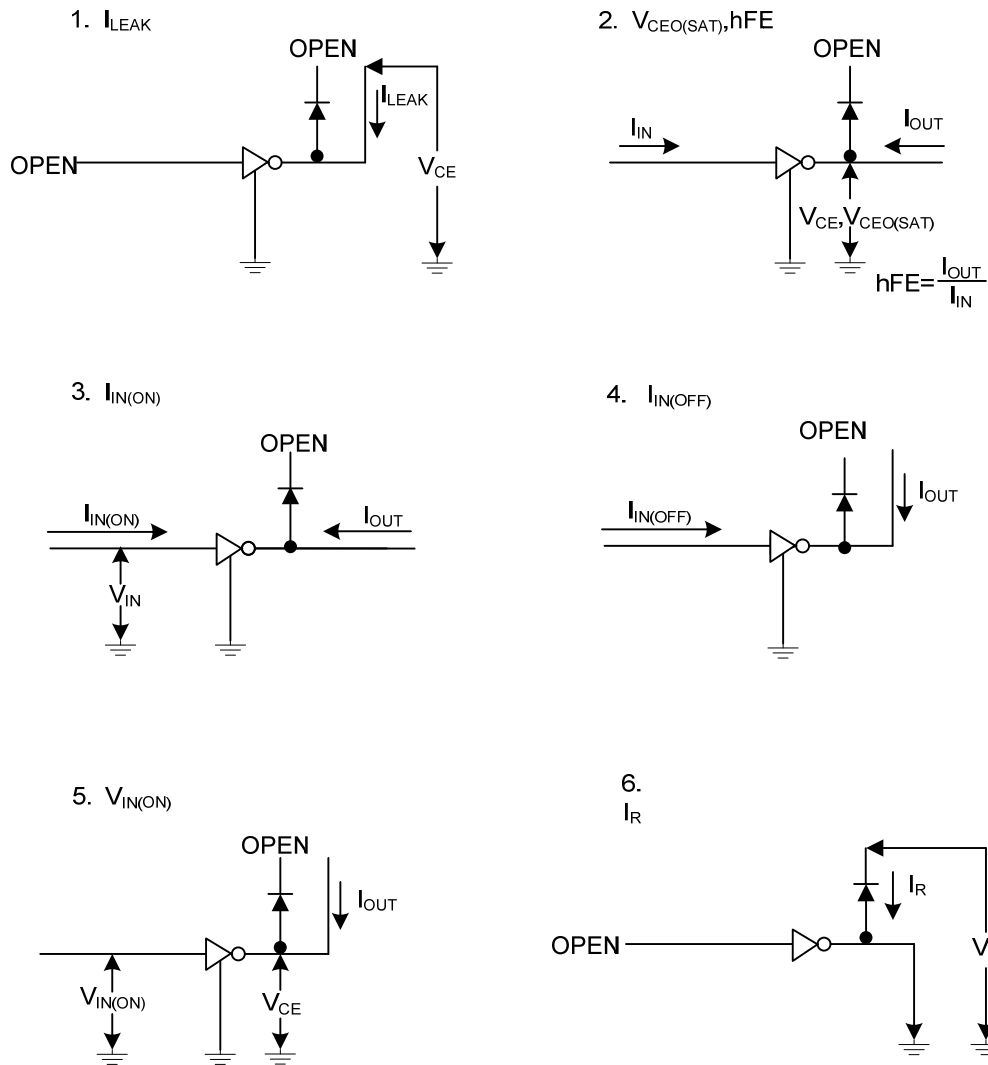 1. ILEAK
OPEN
ILEAK
OPEN
VCE
2. VCEO(SAT),hFE
OPEN
IIN
IOUT
VCE,VCEO(SAT)
hFE=IOUT/IIN
3. IIN(ON)
OPEN
IIN(ON)
IOUT
VIN
4. IIN(OFF)
OPEN
IIN(OFF)
IOUT
5. VIN(ON)
OPEN
IOUT
VIN(ON)
VCE
6.
IR
IR
OPEN